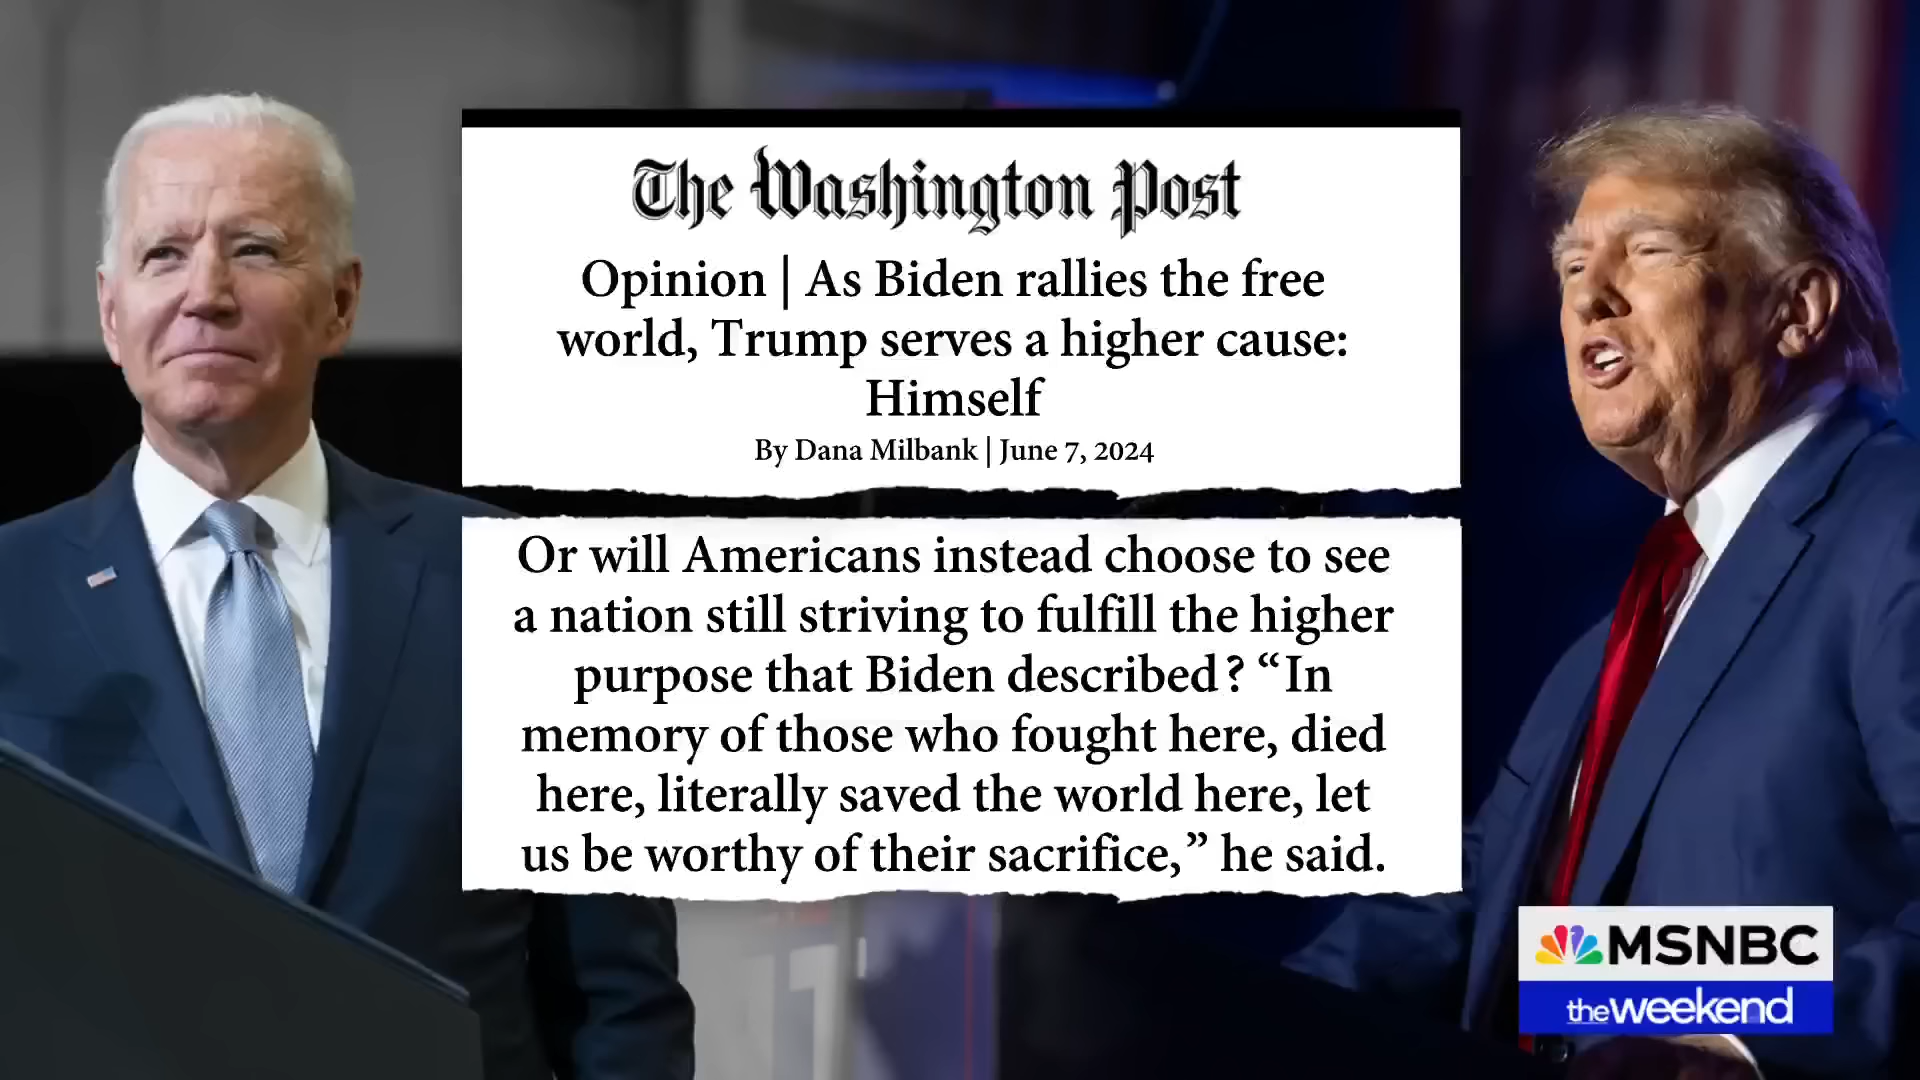 The Washington Post
Opinion | As Biden rallies the free
world, Trump serves a higher cause:
Himself
By Dana Milbank | June 7, 2024
Or will Americans instead choose to see
a nation still striving to fulfill the higher
purpose that Biden described? “In
memory of those who fought here, died
here, literally saved the world here, let
us be worthy of their sacrifice,” he said.
MSNBC
theweekend